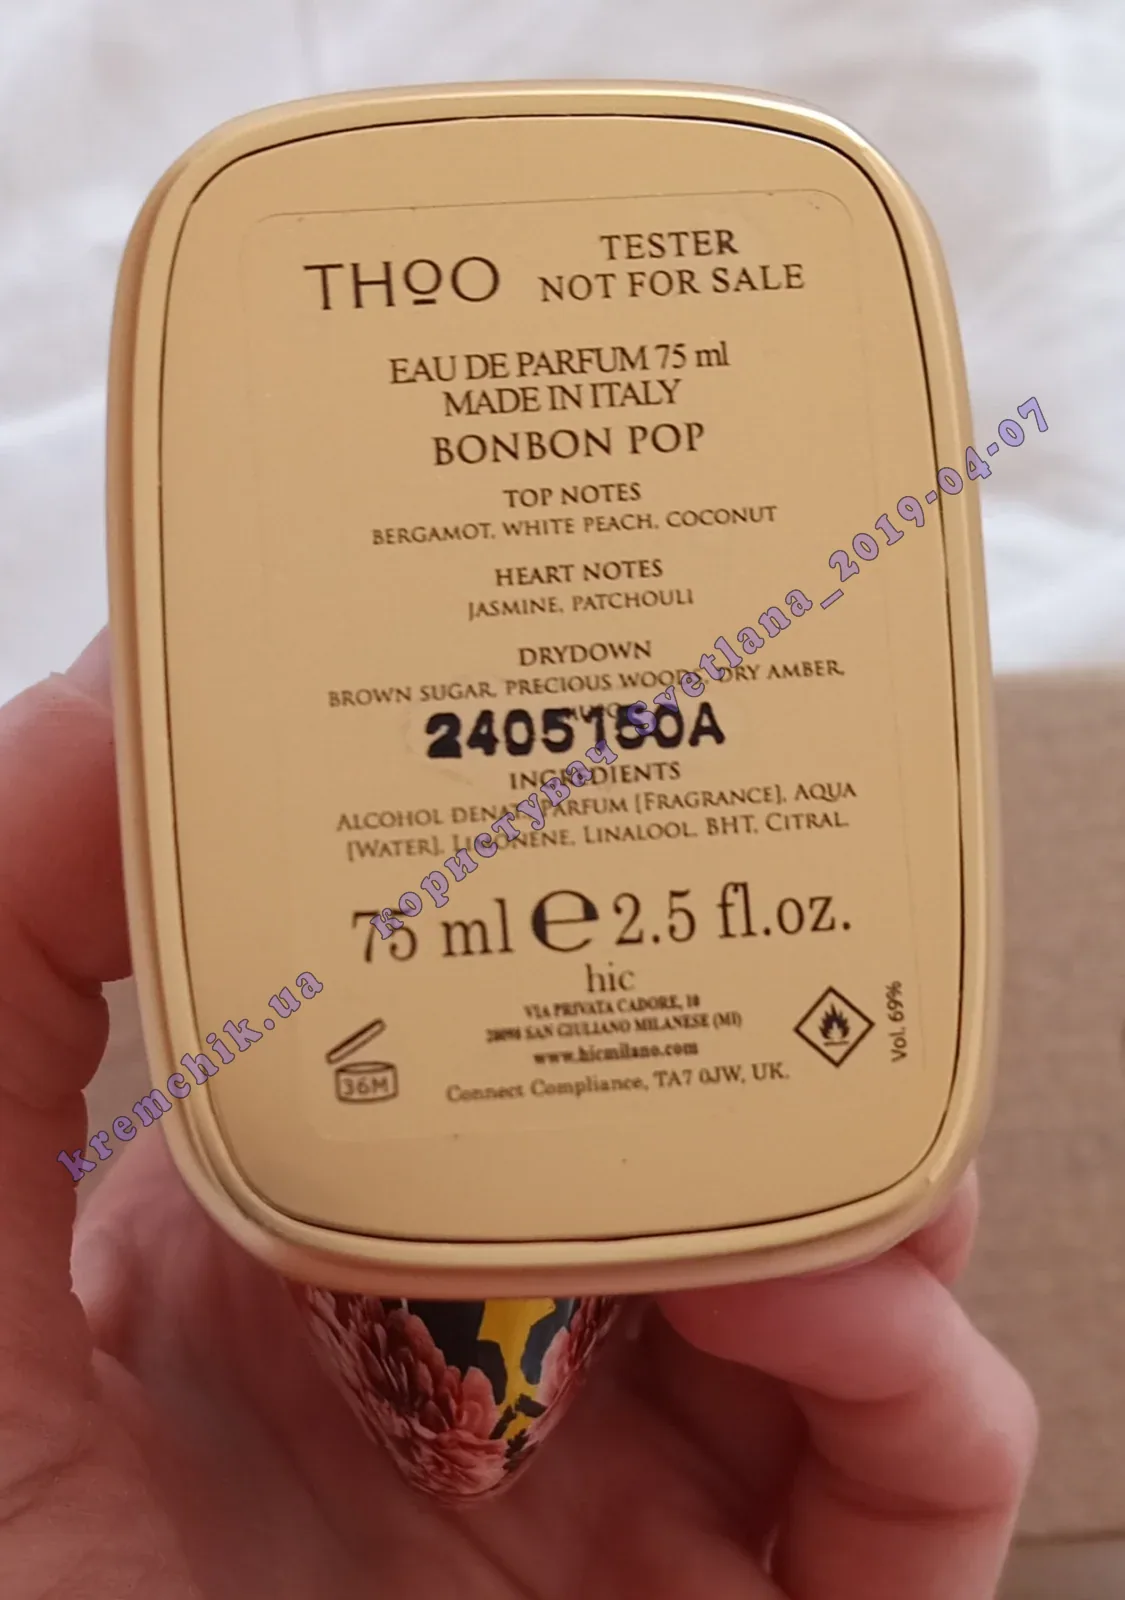 THOO
TESTER
NOT FOR SALE
EAU DE PARFUM 75 ml
MADE IN ITALY
BONBON POP
TOP NOTES
BERGAMOT, WHITE PEACH, COCONUT
HEART NOTES
JASMINE, PATCHOULI
DRYDOWN
BROWN SUGAR, PRECIOUS WOODS, DRY AMBER,
2405150A
INGREDIENTS
ALCOHOL DENAT., PARFUM [FRAGRANCE], AQUA
[WATER], LIMONENE, LINALOOL, BHT, CITRAL.
75 ml e 2.5 fl.oz.
hic
VIA PRIVATA CADORE, 10
20098 SAN GIULIANO MILANESE (MI)
www.hicmilano.com
Connect Compliance, TA7 0JW, UK.
36M
Vol. 69%
kremchik.ua користувач Svetlana_2019-04-07